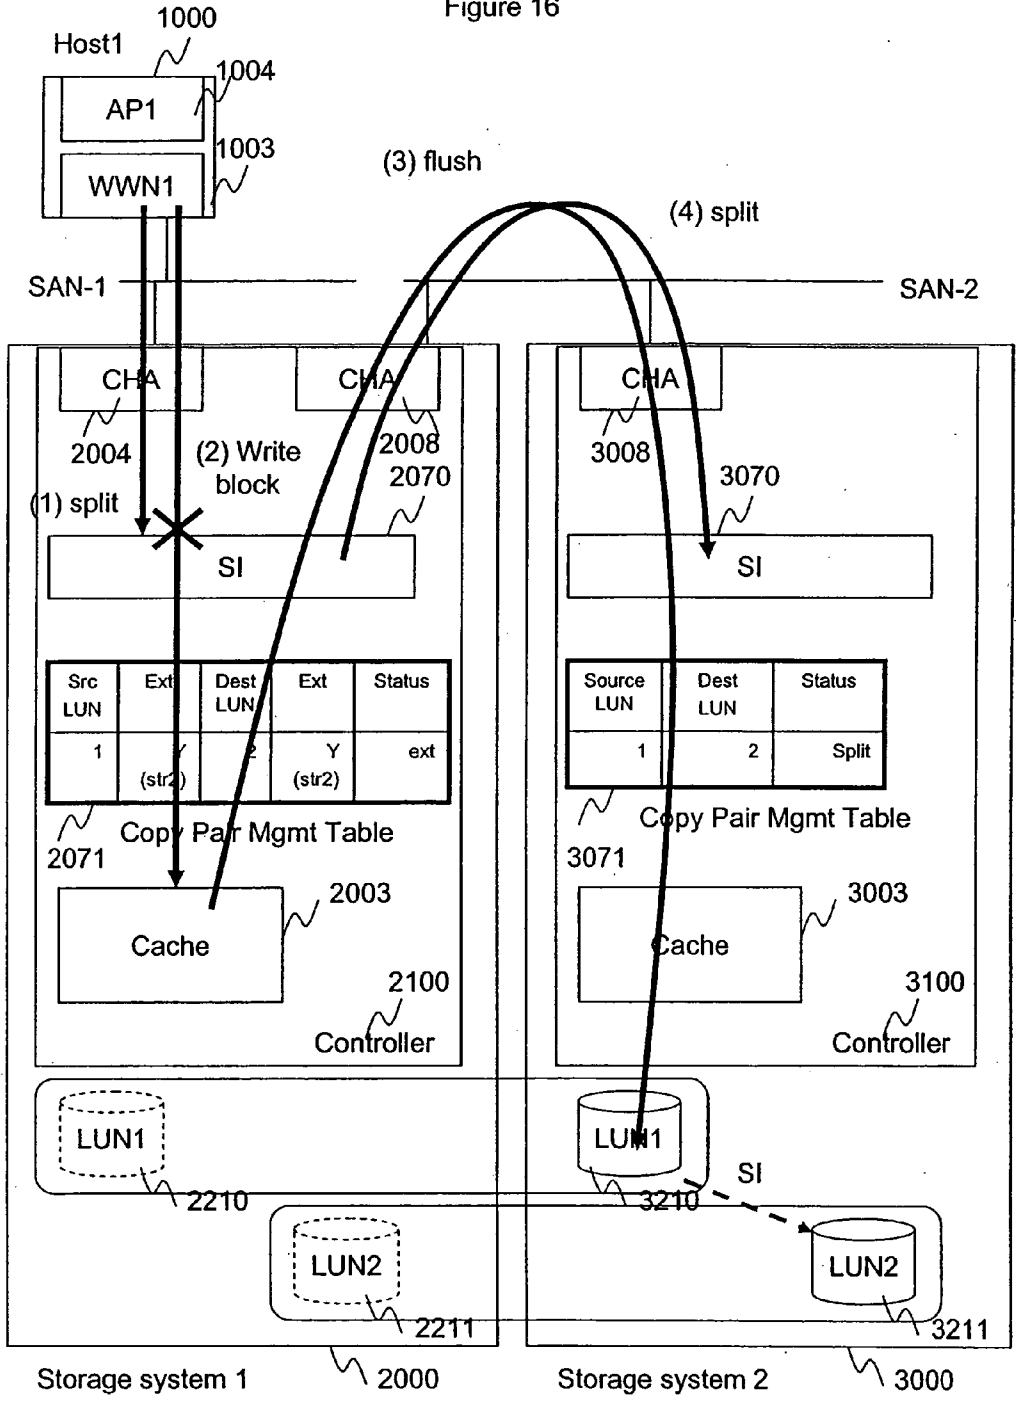 Figure 16
1000
Host1
1004
AP1
1003
WWN1
(3) flush
(4) split
SAN-1
SAN-2
CHA
CHA
CHA
2004
2008
3008
(2) Write
block
2070
3070
(1) split
SI
SI
Src
LUN
Ext
Dest
LUN
Ext
Status
1
Y
(str2)
2
Y
(str2)
ext
Source
LUN
Dest
LUN
Status
1
2
Split
Copy Pair Mgmt Table
2071
Copy Pair Mgmt Table
3071
2003
Cache
3003
Cache
2100
Controller
3100
Controller
LUN1
2210
LUN1
3210
SI
LUN2
2211
LUN2
3211
Storage system 1
2000
Storage system 2
3000